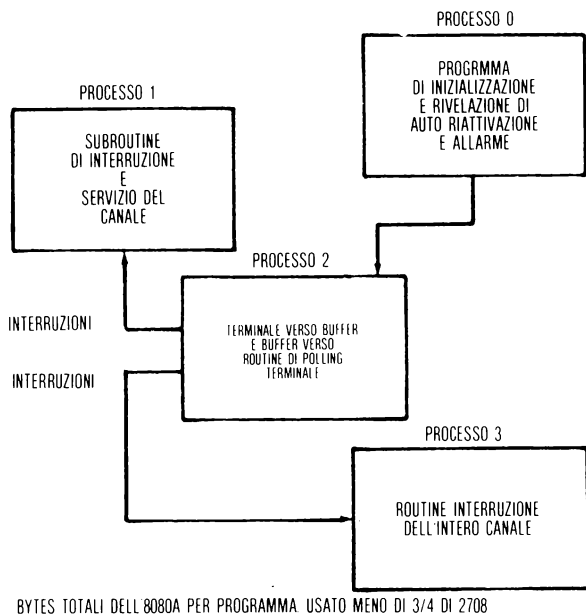 PROCESSO 0
PROGRMMA
DI INIZIALIZZAZIONE
E RIVELAZIONE DI
AUTO RIATTIVAZIONE
E ALLARME
PROCESSO 1
SUBROUTINE
DI INTERRUZIONE
E
SERVIZIO DEL
CANALE
PROCESSO 2
TERMINALE VERSO BUFFER
E BUFFER VERSO
ROUTINE DI POLLING
TERMINALE
INTERRUZIONI
INTERRUZIONI
PROCESSO 3
ROUTINE INTERRUZIONE
DELL'INTERO CANALE
BYTES TOTALI DELL'8080A PER PROGRAMMA. USATO MENO DI 3/4 DI 2708